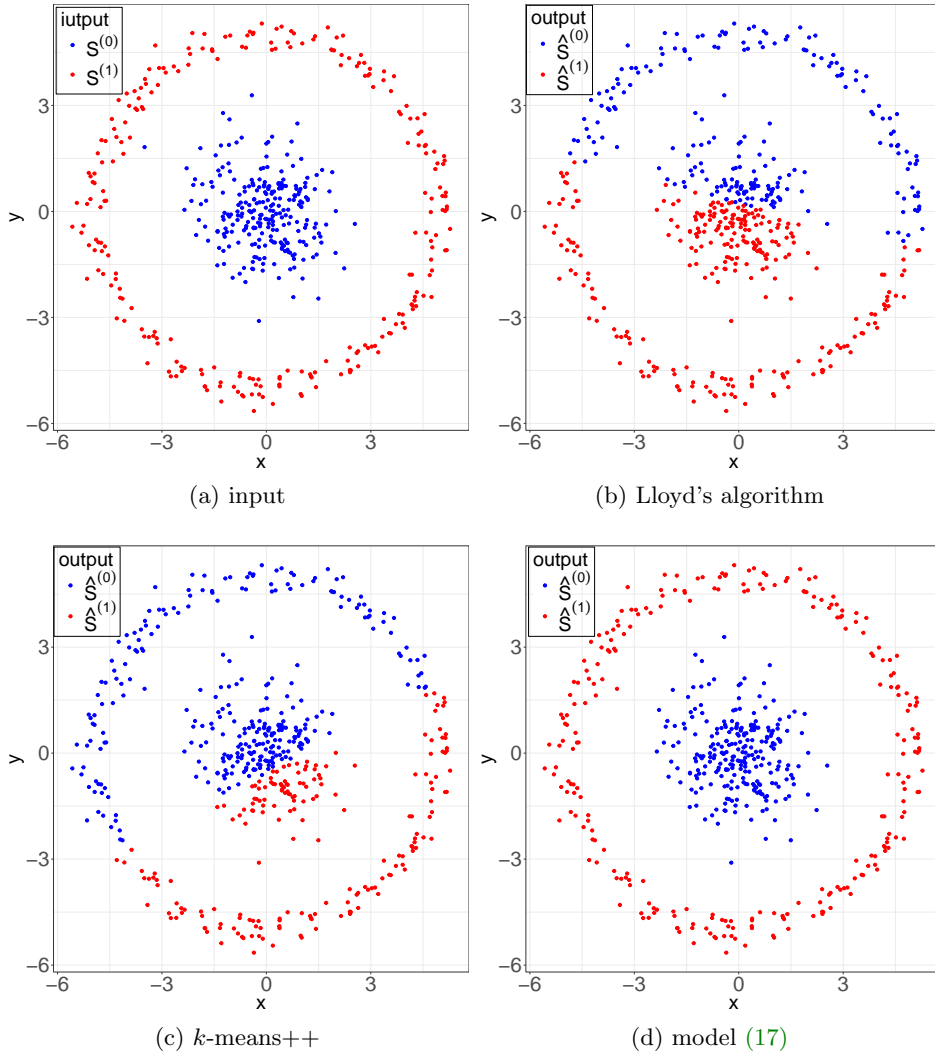 iutput
S^(0)
S^(1)
3
0
−3
−6
y
−6
−3
0
3
x
(a) input
output
Ŝ^(0)
Ŝ^(1)
3
0
−3
−6
y
−6
−3
0
3
x
(b) Lloyd's algorithm
output
Ŝ^(0)
Ŝ^(1)
3
0
−3
−6
y
−6
−3
0
3
x
(c) k-means++
output
Ŝ^(0)
Ŝ^(1)
3
0
−3
−6
y
−6
−3
0
3
x
(d) model (17)